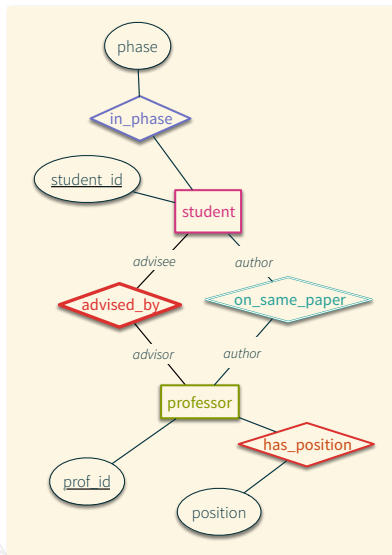 phase
in_phase
student_id
student
advisee
author
advised_by
on_same_paper
advisor
author
professor
has_position
prof_id
position